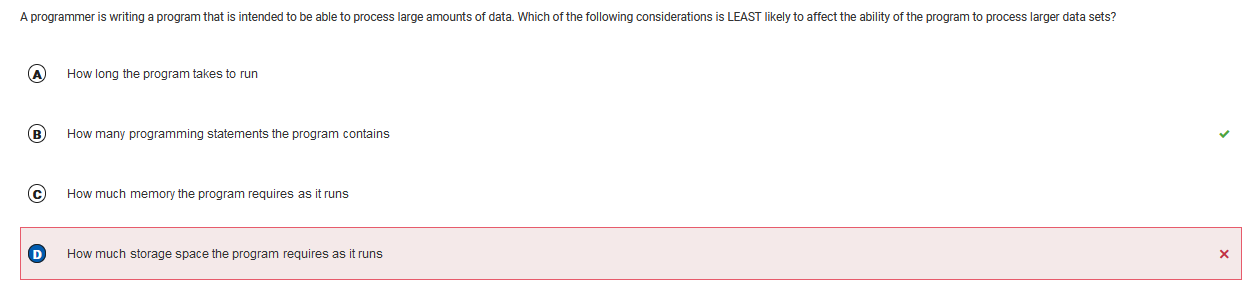 A programmer is writing a program that is intended to be able to process large amounts of data. Which of the following considerations is LEAST likely to affect the ability of the program to process larger data sets?
A How long the program takes to run
B How many programming statements the program contains
C How much memory the program requires as it runs
D How much storage space the program requires as it runs